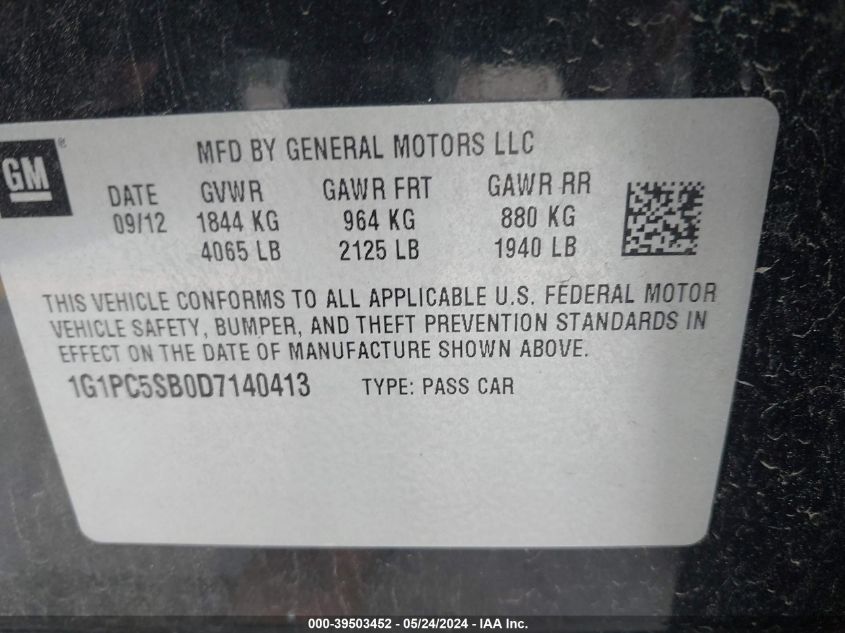 GM®
MFD BY GENERAL MOTORS LLC
DATE GVWR GAWR FRT GAWR RR
09/12 1844 KG 964 KG 880 KG
4065 LB 2125 LB 1940 LB
THIS VEHICLE CONFORMS TO ALL APPLICABLE U.S. FEDERAL MOTOR
VEHICLE SAFETY, BUMPER, AND THEFT PREVENTION STANDARDS IN
EFFECT ON THE DATE OF MANUFACTURE SHOWN ABOVE.
1G1PC5SB0D7140413 TYPE: PASS CAR
000-39503452 - 05/24/2024 - IAA Inc.